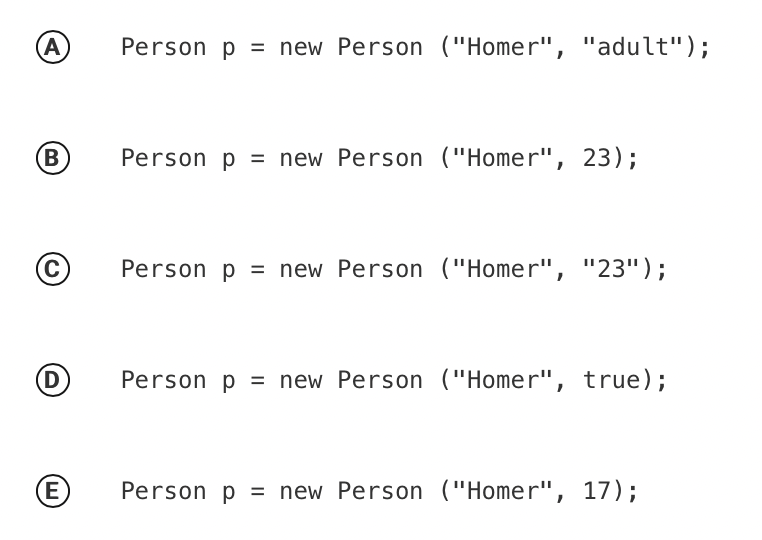 A Person p = new Person ("Homer", "adult");
B Person p = new Person ("Homer", 23);
C Person p = new Person ("Homer", "23");
D Person p = new Person ("Homer", true);
E Person p = new Person ("Homer", 17);